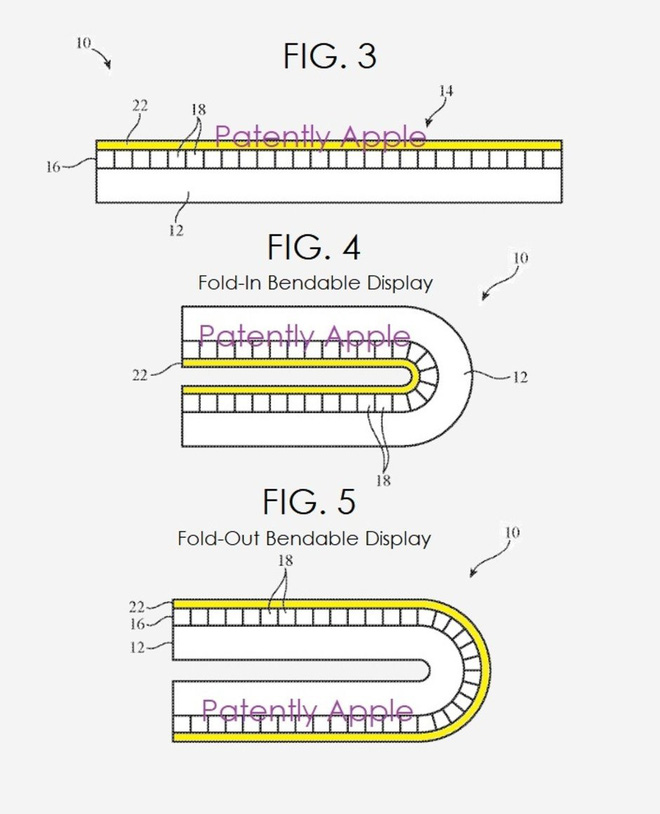 FIG. 3
10
14
22
18
Patently Apple
16
12
FIG. 4
Fold-In Bendable Display
10
Patently Apple
22
12
18
FIG. 5
Fold-Out Bendable Display
10
18
22
16
12
Patently Apple